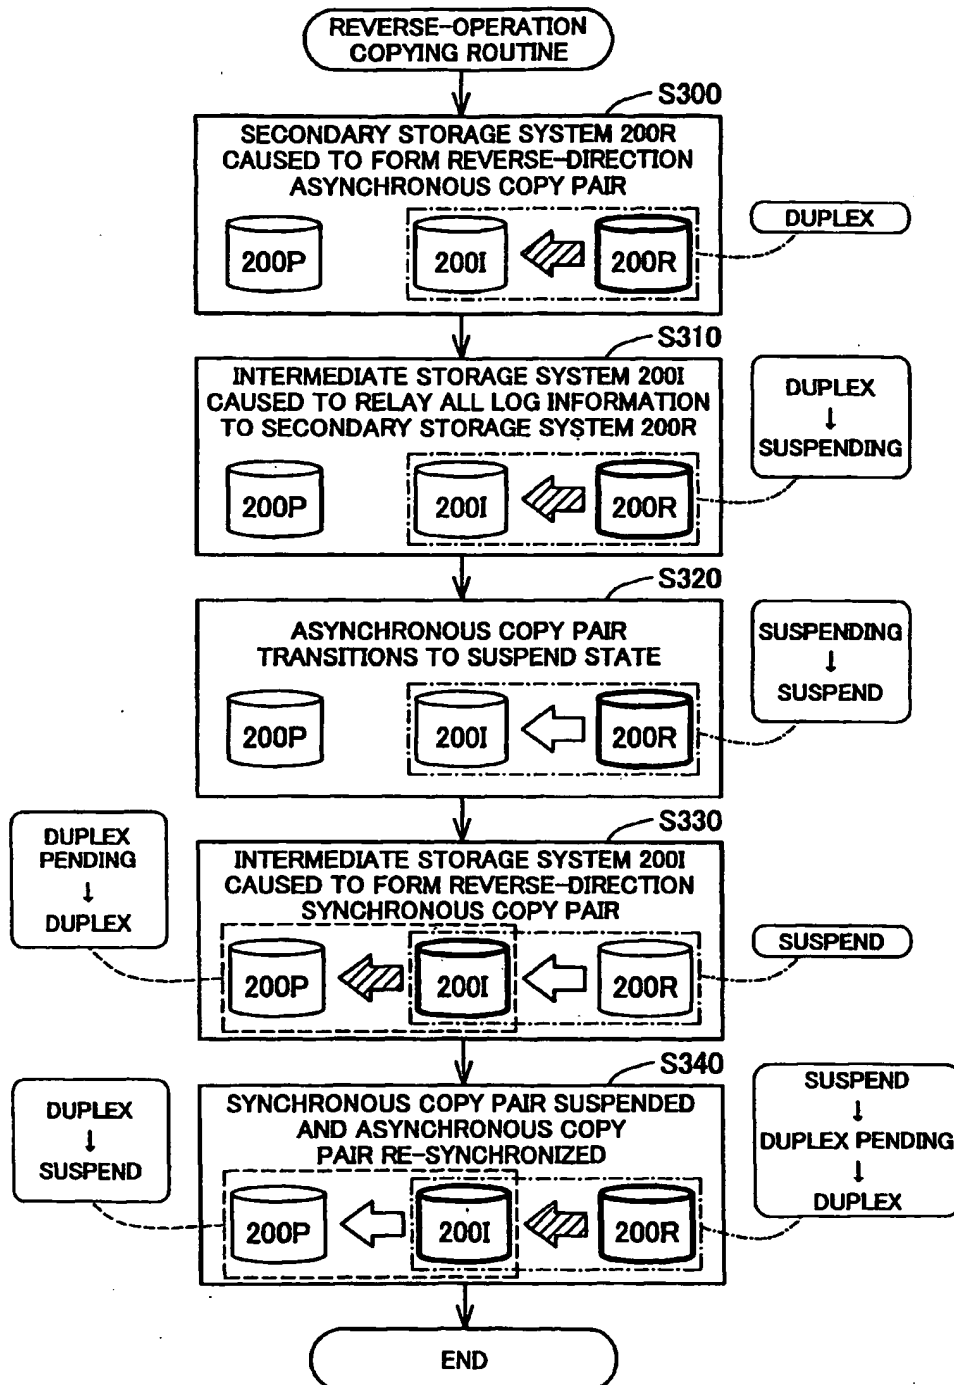 REVERSE-OPERATION
COPYING ROUTINE
S300
SECONDARY STORAGE SYSTEM 200R
CAUSED TO FORM REVERSE-DIRECTION
ASYNCHRONOUS COPY PAIR
200P
200I
200R
DUPLEX
S310
INTERMEDIATE STORAGE SYSTEM 200I
CAUSED TO RELAY ALL LOG INFORMATION
TO SECONDARY STORAGE SYSTEM 200R
200P
200I
200R
DUPLEX
↓
SUSPENDING
S320
ASYNCHRONOUS COPY PAIR
TRANSITIONS TO SUSPEND STATE
200P
200I
200R
SUSPENDING
↓
SUSPEND
S330
INTERMEDIATE STORAGE SYSTEM 200I
CAUSED TO FORM REVERSE-DIRECTION
SYNCHRONOUS COPY PAIR
DUPLEX
PENDING
↓
DUPLEX
200P
200I
200R
SUSPEND
S340
SYNCHRONOUS COPY PAIR SUSPENDED
AND ASYNCHRONOUS COPY
PAIR RE-SYNCHRONIZED
DUPLEX
↓
SUSPEND
200P
200I
200R
SUSPEND
↓
DUPLEX PENDING
↓
DUPLEX
END